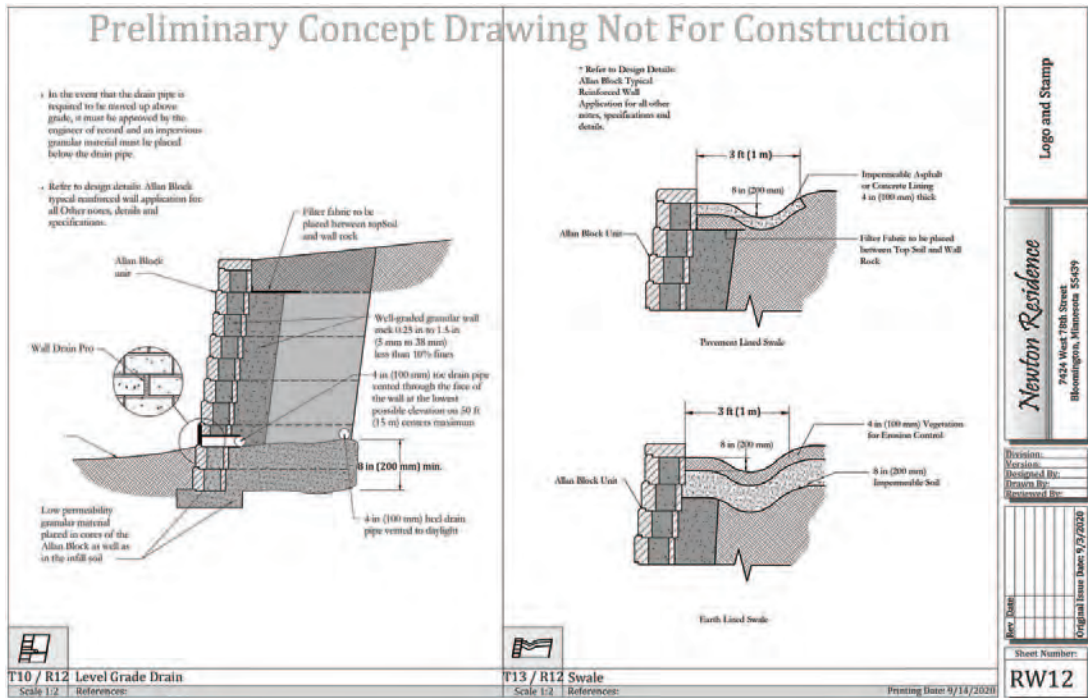 Preliminary Concept Drawing Not For Construction
• In the event that the drain pipe is
required to be moved up above
grade, it must be approved by the
engineer of record and an impervious
granular material must be placed
below the drain pipe.
• Refer to design details: Allan Block
typical reinforced wall application for
all Other notes, details and
specifications.
Filter fabric to be
placed between topSoil
and wall rock
Allan Block
unit
Well-graded granular wall
rock 0.25 in to 1.5 in
(5 mm to 38 mm)
less than 10% fines
Wall Drain Pro
4 in (100 mm) toe drain pipe
vented through the face of
the wall at the lowest
possible elevation on 50 ft
(15 m) centers maximum
8 in (200 mm) min.
Low permeability
granular material
placed in cores of the
Allan Block as well as
in the infill soil
4 in (100 mm) heel drain
pipe vented to daylight
T10 / R12 Level Grade Drain
Scale 1:2 References:
* Refer to Design Details:
Allan Block Typical
Reinforced Wall
Application for all other
notes, specifications and
details.
3 ft (1 m)
8 in (200 mm)
Impermeable Asphalt
or Concrete Lining
4 in (100 mm) thick
Allan Block Unit
Filter Fabric to be placed
between Top Soil and Wall
Rock.
Pavement Lined Swale
3 ft (1 m)
8 in (200 mm)
4 in (100 mm) Vegetation
for Erosion Control
8 in (200 mm)
Impermeable Soil
Allan Block Unit
Earth Lined Swale
T13 / R12 Swale
Scale 1:2 References:
Printing Date: 9/14/2020
Logo and Stamp
Newton Residence
7424 West 78th Street
Bloomington, Minnesota 55439
Division:
Version:
Designed By:
Drawn By:
Reviewed By:
Rev Date
Original Issue Date: 9/3/2020
Sheet Number:
RW12